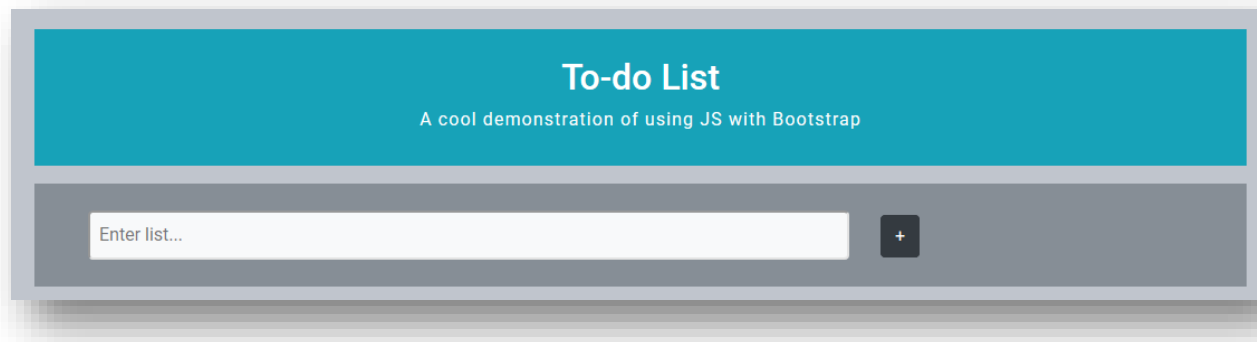 To-do List
A cool demonstration of using JS with Bootstrap
Enter list...
+